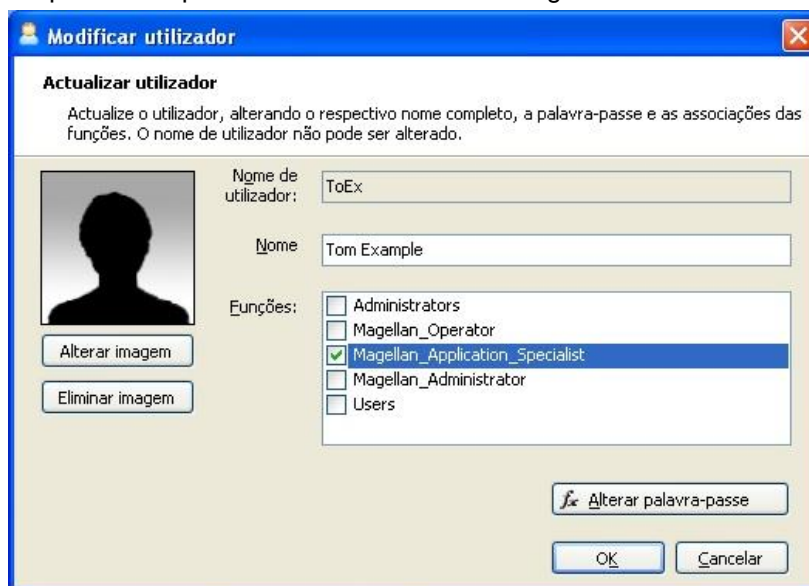 Modificar utilizador
Actualizar utilizador
Actualize o utilizador, alterando o respectivo nome completo, a palavra-passe e as associações das
funções. O nome de utilizador não pode ser alterado.
Nome de
utilizador:
ToEx
Nome
Tom Example
Funções:
Administrators
Magellan_Operator
Magellan_Application_Specialist
Magellan_Administrator
Users
Alterar imagem
Eliminar imagem
fx Alterar palavra-passe
OK
Cancelar